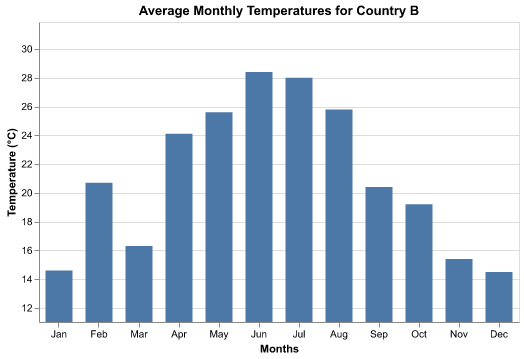 Average Monthly Temperatures for Country B
30
28
26
24
22
20
18
16
14
12
Temperature (°C)
Jan Feb Mar Apr May Jun Jul Aug Sep Oct Nov Dec
Months